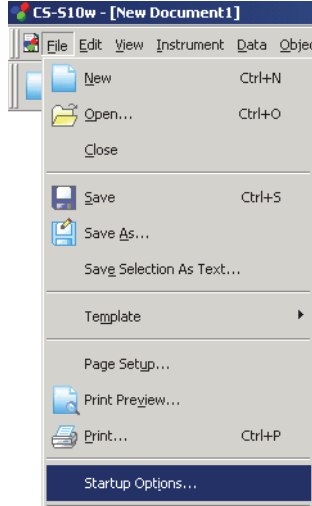 CS-S10w - [New Document1]
File Edit View Instrument Data Objec
New Ctrl+N
Open... Ctrl+O
Close
Save Ctrl+S
Save As...
Save Selection As Text...
Template
Page Setup...
Print Preview...
Print... Ctrl+P
Startup Options...